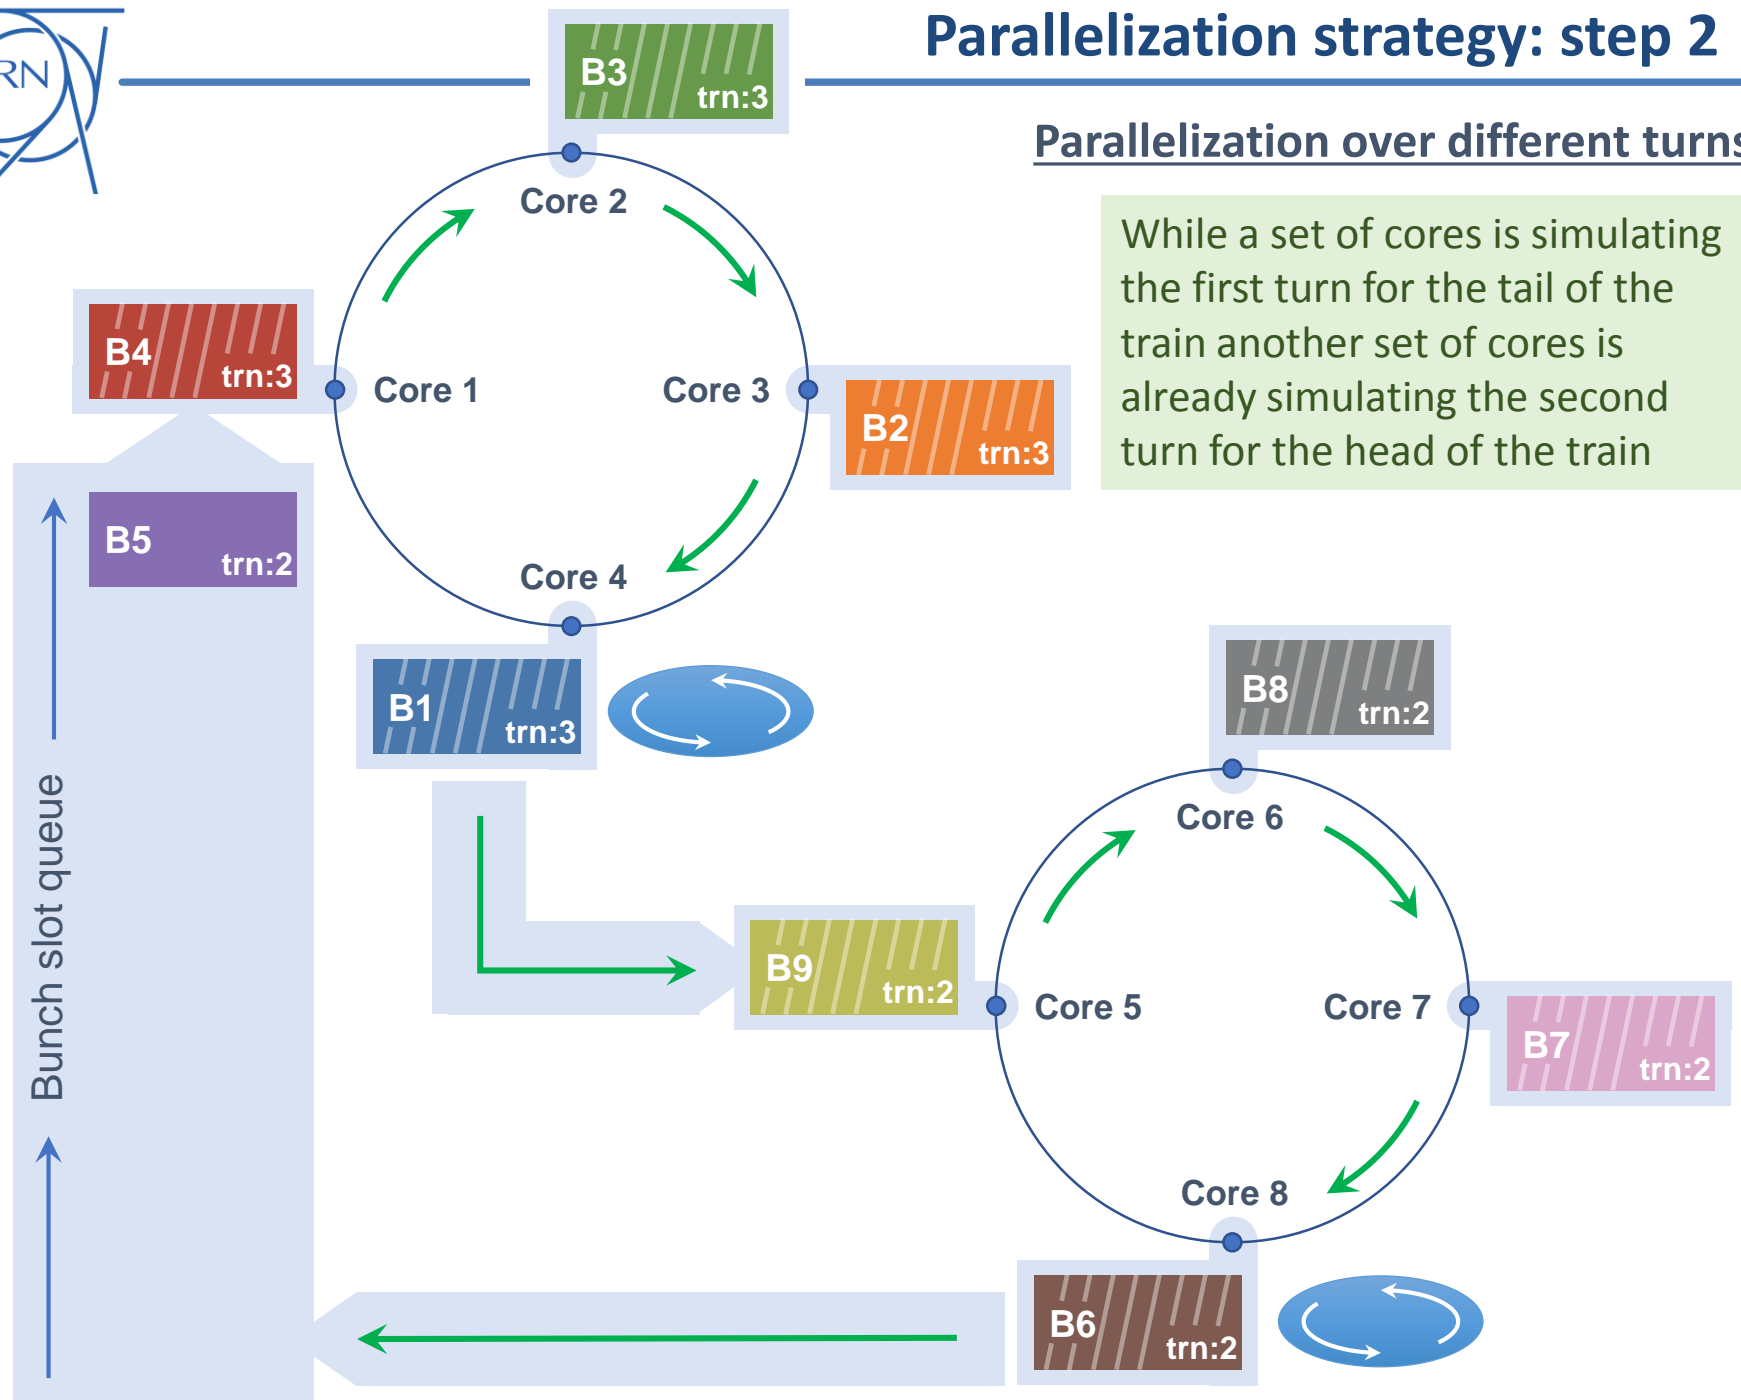 RN
Parallelization strategy: step 2
Parallelization over different turns
While a set of cores is simulating
the first turn for the tail of the
train another set of cores is
already simulating the second
turn for the head of the train
B3
trn:3
Core 2
B4
trn:3
Core 1
Core 3
B2
trn:3
B5
trn:2
Core 4
B1
trn:3
Bunch slot queue
B8
trn:2
Core 6
B9
trn:2
Core 5
Core 7
B7
trn:2
Core 8
B6
trn:2